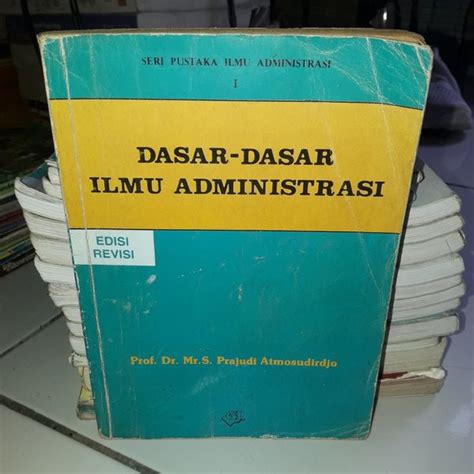 SERI PUSTAKA ILMU ADMINISTRASI
I
DASAR-DASAR
ILMU ADMINISTRASI
EDISI
REVISI
Prof. Dr. Mr. S. Prajudi Atmosudirdjo